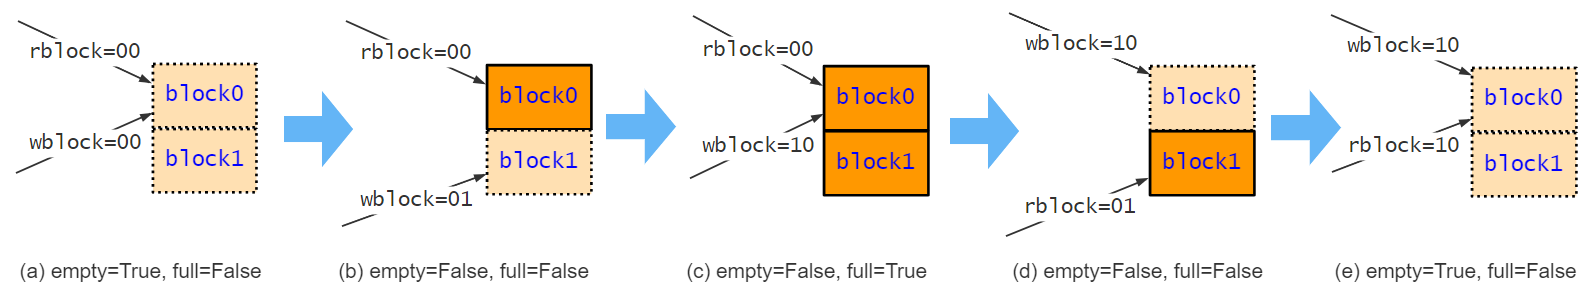 rblock=00
block0
wblock=00
block1
(a) empty=True, full=False
rblock=00
block0
block1
wblock=01
(b) empty=False, full=False
rblock=00
block0
wblock=10
block1
(c) empty=False, full=True
wblock=10
block0
block1
rblock=01
(d) empty=False, full=False
wblock=10
block0
rblock=10
block1
(e) empty=True, full=False